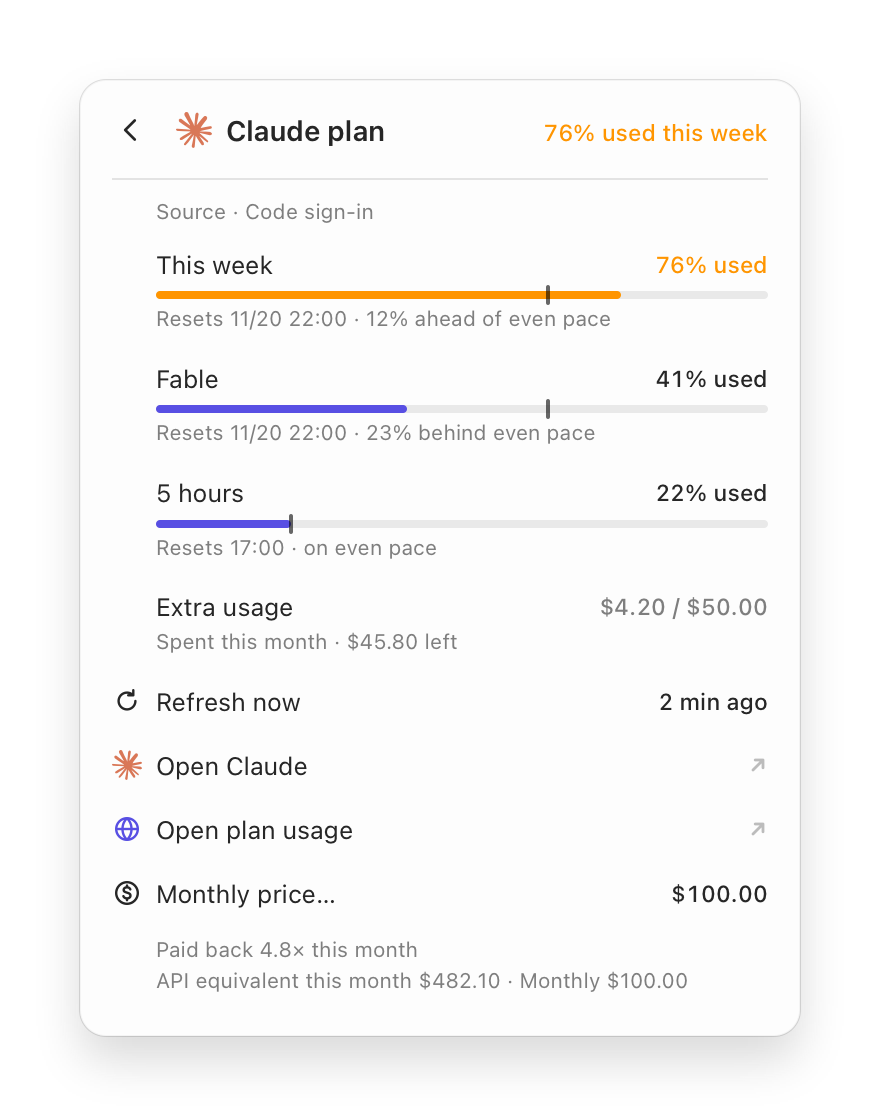 Claude plan
76% used this week
Source · Code sign-in
This week
76% used
Resets 11/20 22:00 · 12% ahead of even pace
Fable
41% used
Resets 11/20 22:00 · 23% behind even pace
5 hours
22% used
Resets 17:00 · on even pace
Extra usage
$4.20 / $50.00
Spent this month · $45.80 left
Refresh now
2 min ago
Open Claude
Open plan usage
Monthly price...
$100.00
Paid back 4.8× this month
API equivalent this month $482.10 · Monthly $100.00